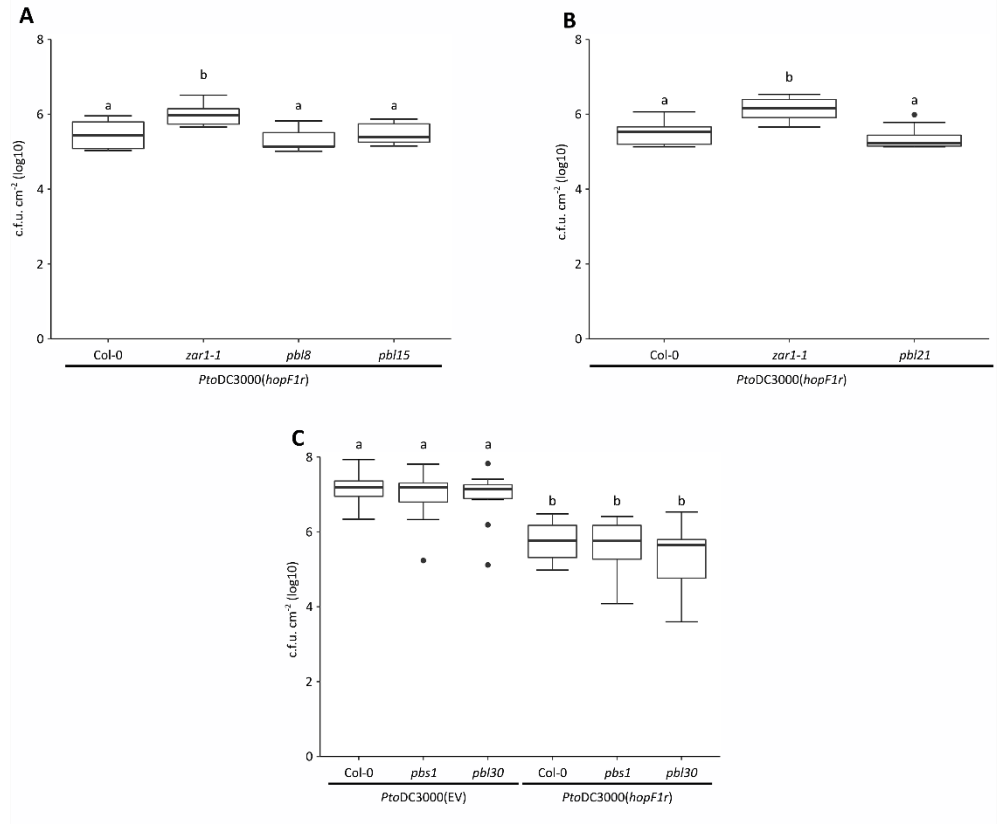 A
8
6
4
2
0
c.f.u. cm-2 (log10)
a
b
a
a
Col-0
zar1-1
pbl8
pbl15
PtoDC3000(hopF1r)
B
8
6
4
2
0
c.f.u. cm-2 (log10)
a
b
a
Col-0
zar1-1
pbl21
PtoDC3000(hopF1r)
C
8
6
4
2
0
c.f.u. cm-2 (log10)
a
a
a
b
b
b
Col-0
pbs1
pbl30
Col-0
pbs1
pbl30
PtoDC3000(EV)
PtoDC3000(hopF1r)